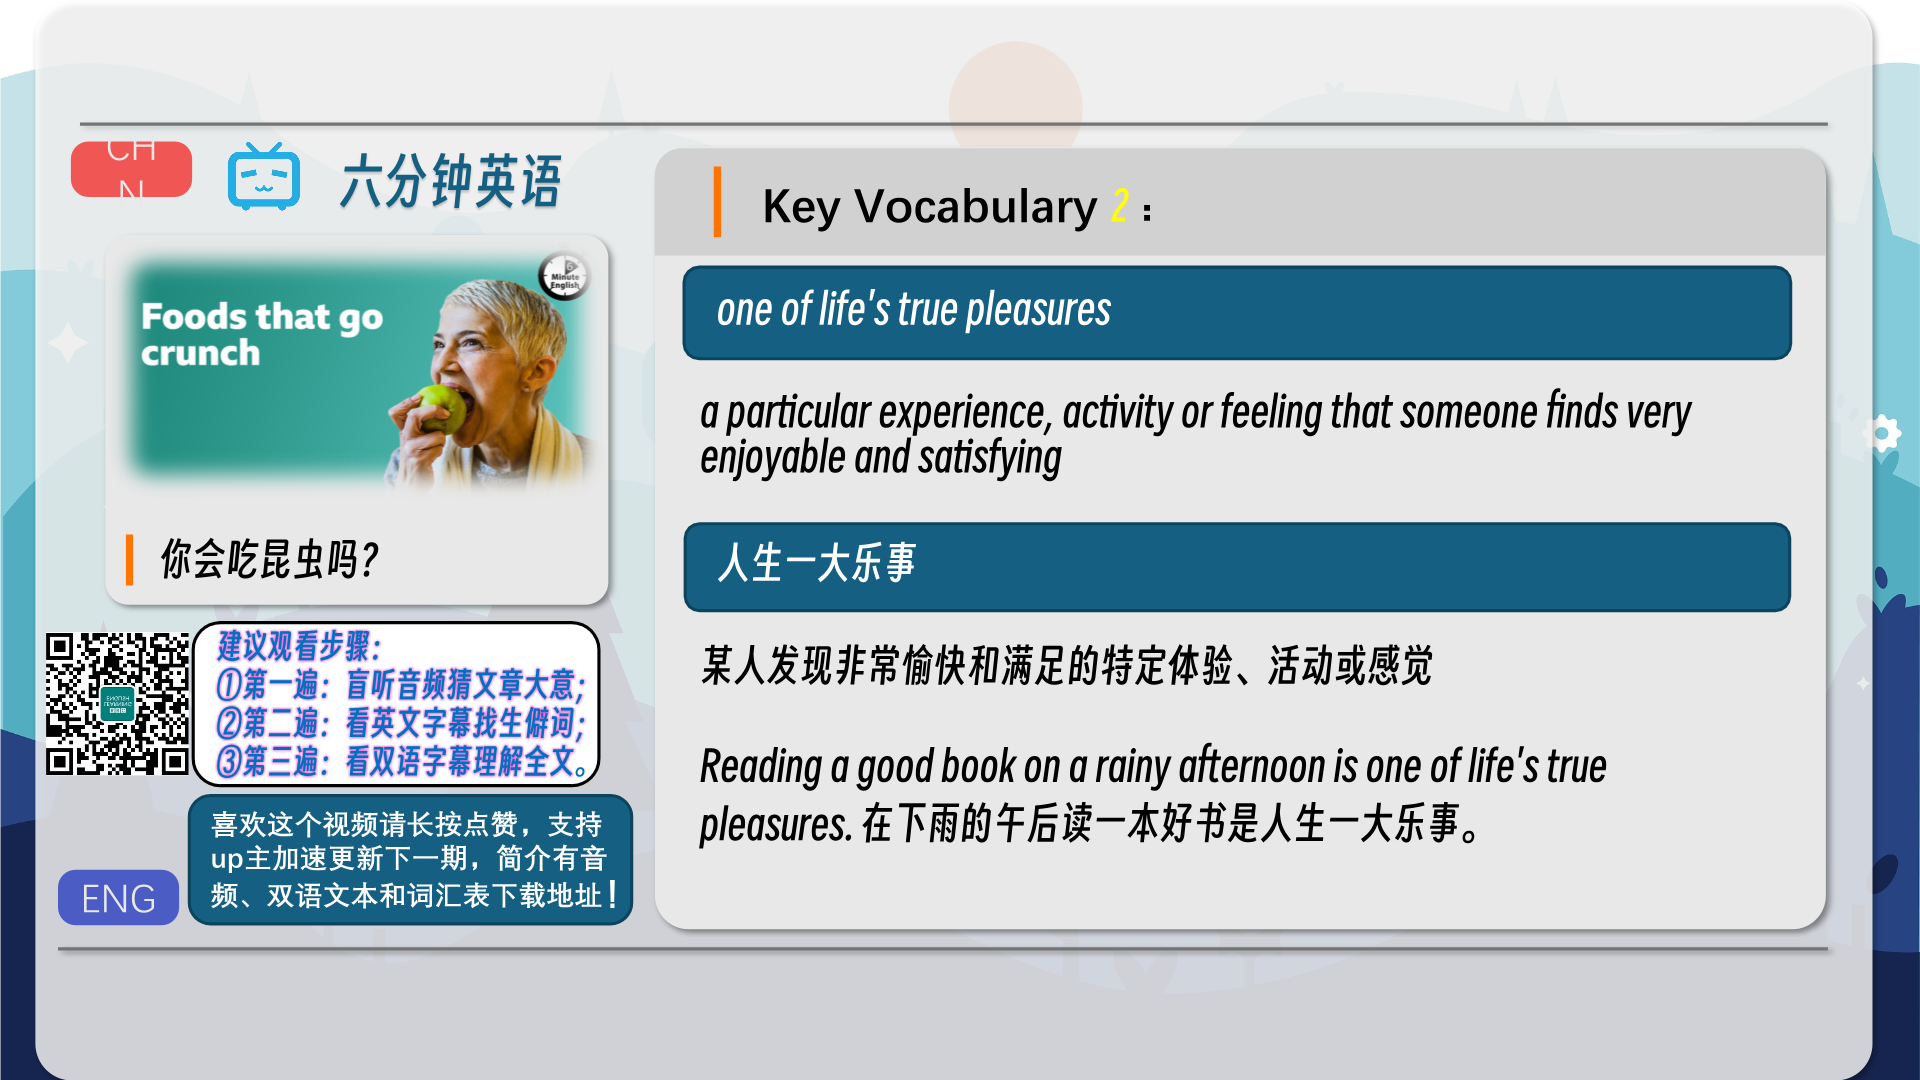 CH
N
六分钟英语
6
Minute
English
Foods that go
crunch
你会吃昆虫吗？
建议观看步骤：
①第一遍：盲听音频猜文章大意；
②第二遍：看英文字幕找生僻词；
③第三遍：看双语字幕理解全文。
喜欢这个视频请长按点赞，支持
up主加速更新下一期，简介有音
频、双语文本和词汇表下载地址！
ENG
Key Vocabulary 2：
one of life's true pleasures
a particular experience, activity or feeling that someone finds very
enjoyable and satisfying
人生一大乐事
某人发现非常愉快和满足的特定体验、活动或感觉
Reading a good book on a rainy afternoon is one of life's true
pleasures. 在下雨的午后读一本好书是人生一大乐事。